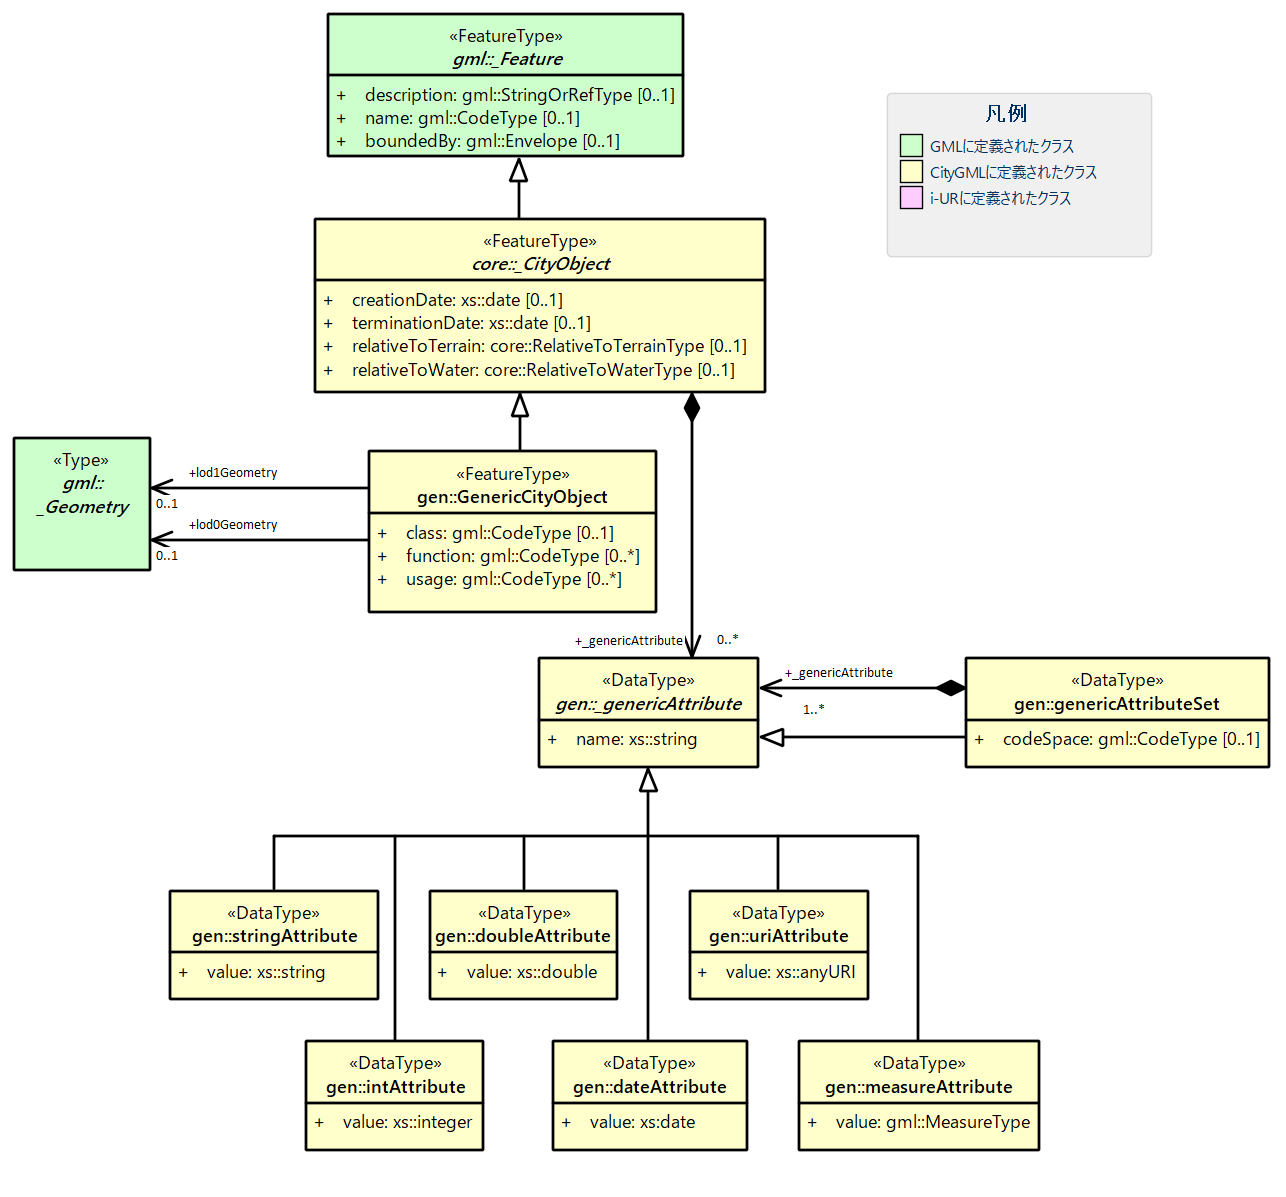 «FeatureType»
gml::_Feature
+ description: gml::StringOrRefType [0..1]
+ name: gml::CodeType [0..1]
+ boundedBy: gml::Envelope [0..1]
凡例
GMLに定義されたクラス
CityGMLに定義されたクラス
i-URに定義されたクラス
«FeatureType»
core::_CityObject
+ creationDate: xs::date [0..1]
+ terminationDate: xs::date [0..1]
+ relativeToTerrain: core::RelativeToTerrainType [0..1]
+ relativeToWater: core::RelativeToWaterType [0..1]
«Type»
gml::
_Geometry
+lod1Geometry
0..1
+lod0Geometry
0..1
«FeatureType»
gen::GenericCityObject
+ class: gml::CodeType [0..1]
+ function: gml::CodeType [0..*]
+ usage: gml::CodeType [0..*]
+_genericAttribute
0..*
«DataType»
gen::_genericAttribute
+ name: xs::string
+_genericAttribute
1..*
«DataType»
gen::genericAttributeSet
+ codeSpace: gml::CodeType [0..1]
«DataType»
gen::stringAttribute
+ value: xs::string
«DataType»
gen::doubleAttribute
+ value: xs::double
«DataType»
gen::uriAttribute
+ value: xs::anyURI
«DataType»
gen::intAttribute
+ value: xs::integer
«DataType»
gen::dateAttribute
+ value: xs:date
«DataType»
gen::measureAttribute
+ value: gml::MeasureType